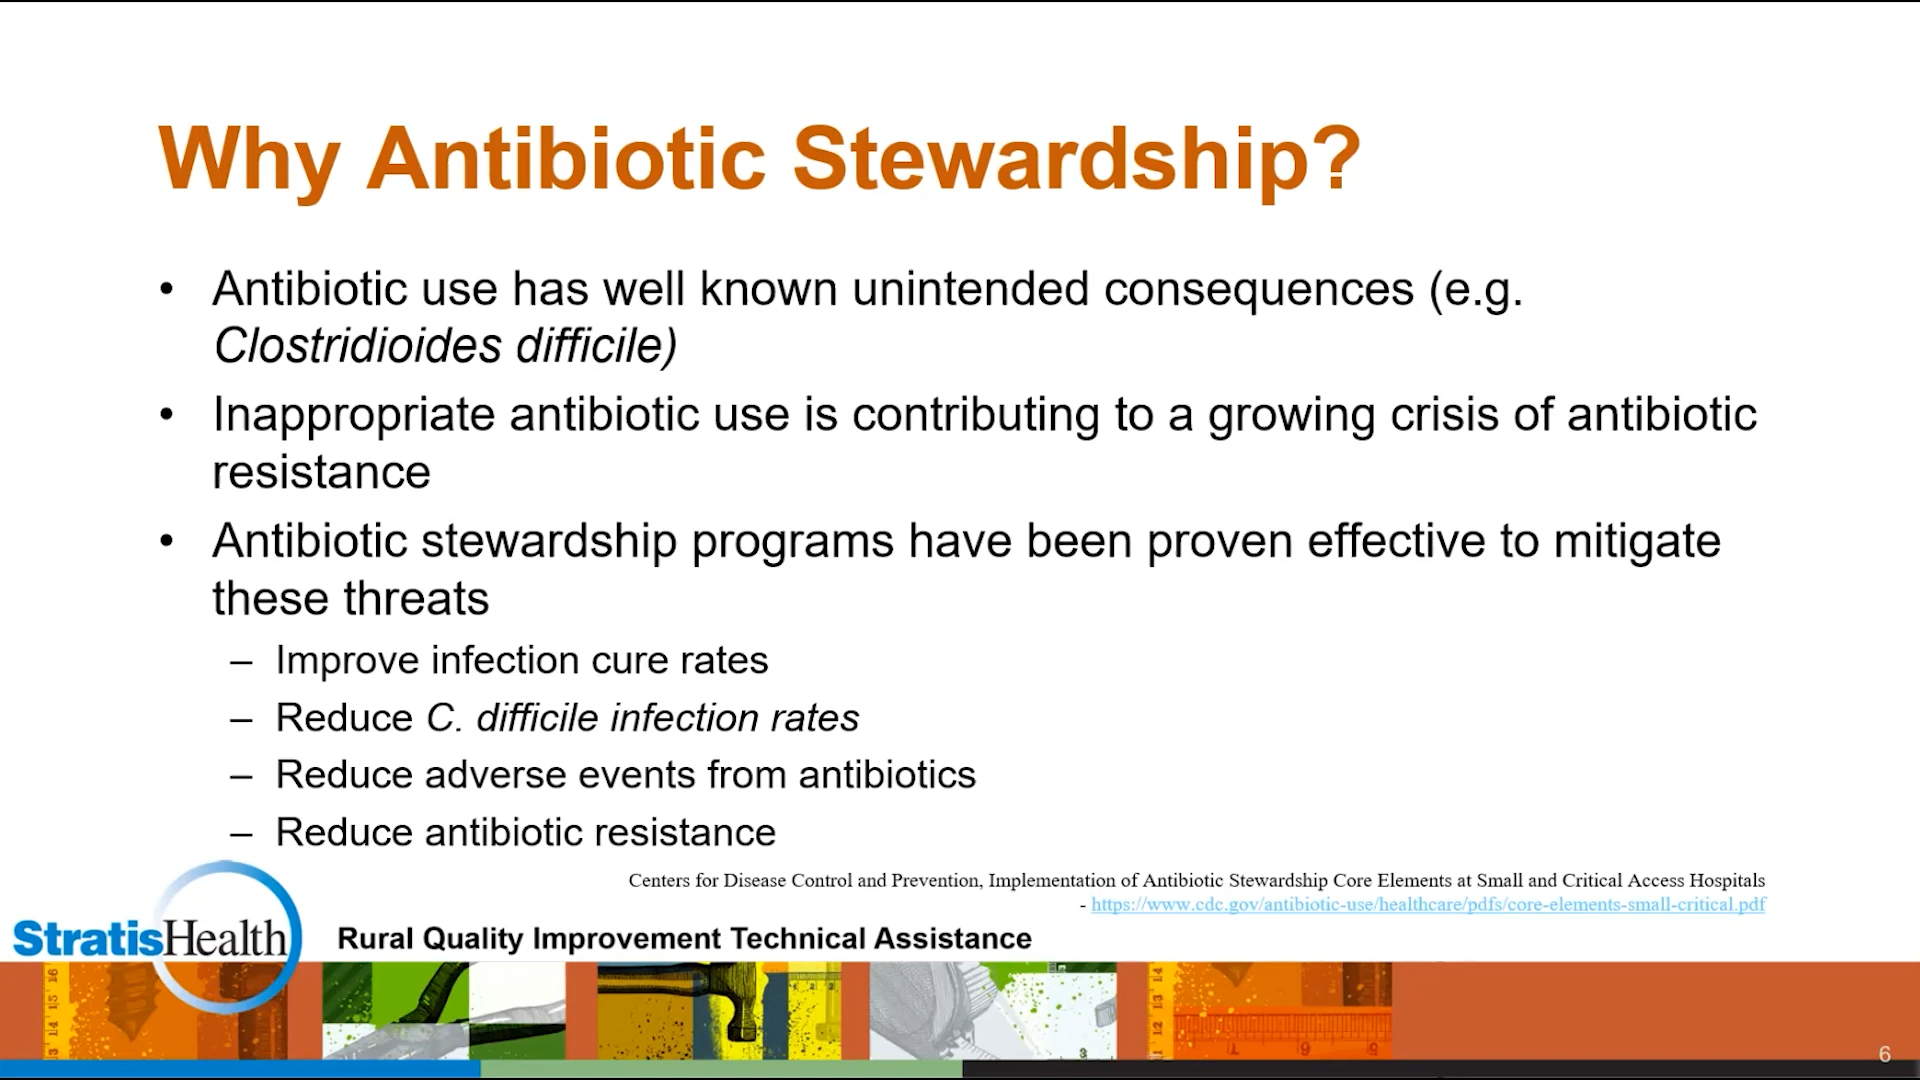 Why Antibiotic Stewardship?
• Antibiotic use has well known unintended consequences (e.g.
Clostridioides difficile)
• Inappropriate antibiotic use is contributing to a growing crisis of antibiotic
resistance
• Antibiotic stewardship programs have been proven effective to mitigate
these threats
– Improve infection cure rates
– Reduce C. difficile infection rates
– Reduce adverse events from antibiotics
– Reduce antibiotic resistance
Centers for Disease Control and Prevention, Implementation of Antibiotic Stewardship Core Elements at Small and Critical Access Hospitals
- https://www.cdc.gov/antibiotic-use/healthcare/pdfs/core-elements-small-critical.pdf
StratisHealth
Rural Quality Improvement Technical Assistance
6